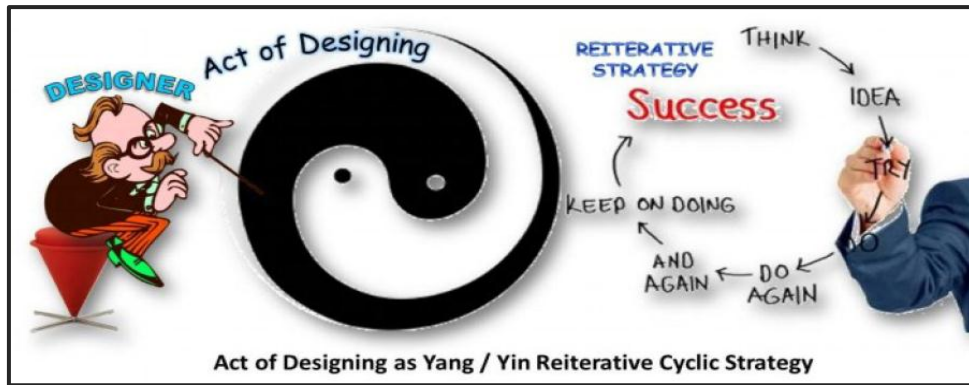 DESIGNER
Act of Designing
REITERATIVE
STRATEGY
Success
THINK
IDEA
TRY
DO
DO
AGAIN
AND
AGAIN
KEEP ON DOING
Act of Designing as Yang / Yin Reiterative Cyclic Strategy